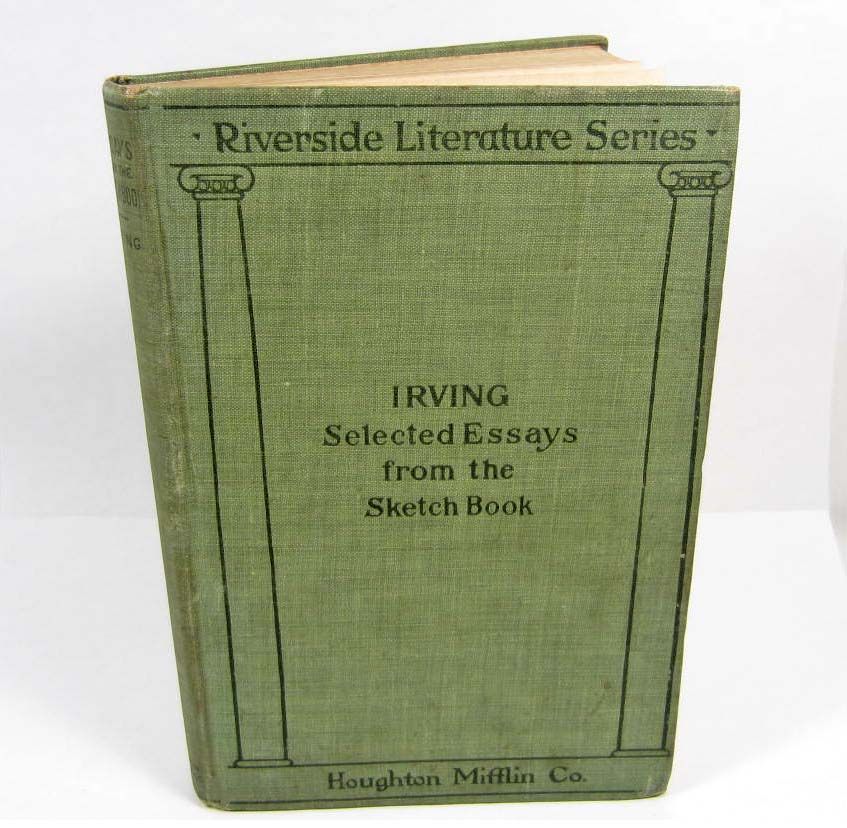 · Riverside Literature Series ·
IRVING
Selected Essays
from the
Sketch Book
Houghton Mifflin Co.